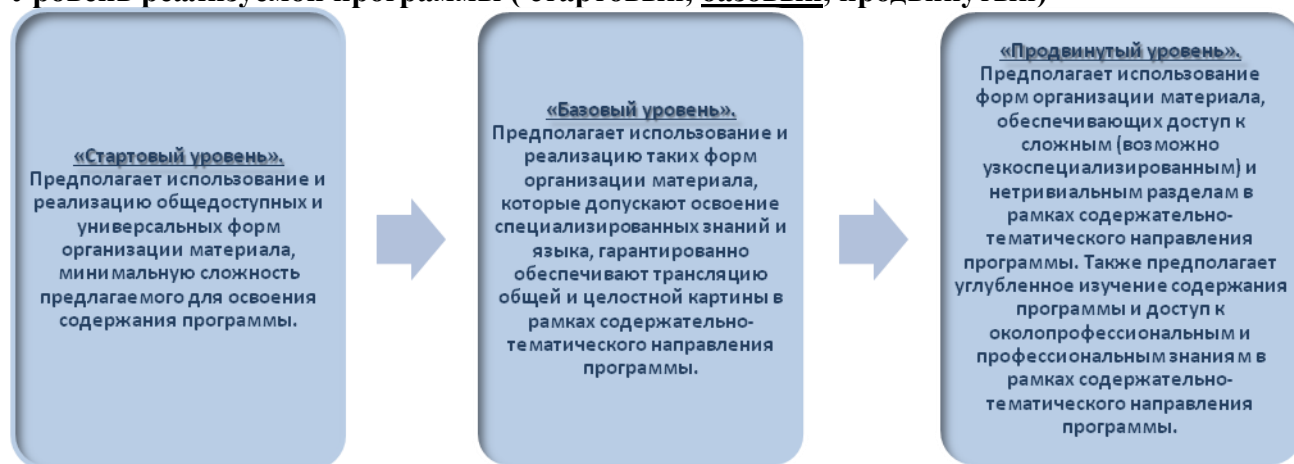 Уровень реализуемой программы ( стартовый, базовый, продвинутый)
«Стартовый уровень».
Предполагает использование и
реализацию общедоступных и
универсальных форм
организации материала,
минимальную сложность
предлагаемого для освоения
содержания программы.
«Базовый уровень».
Предполагает использование и
реализацию таких форм
организации материала,
которые допускают освоение
специализированных знаний и
языка, гарантированно
обеспечивают трансляцию
общей и целостной картины в
рамках содержательно-
тематического направления
программы.
«Продвинутый уровень».
Предполагает использование
форм организации материала,
обеспечивающих доступ к
сложным (возможно
узкоспециализированным) и
нетривиальным разделам в
рамках содержательно-
тематического направления
программы. Также предполагает
углубленное изучение содержания
программы и доступ к
околопрофессиональным и
профессиональным знаниям в
рамках содержательно-
тематического направления
программы.